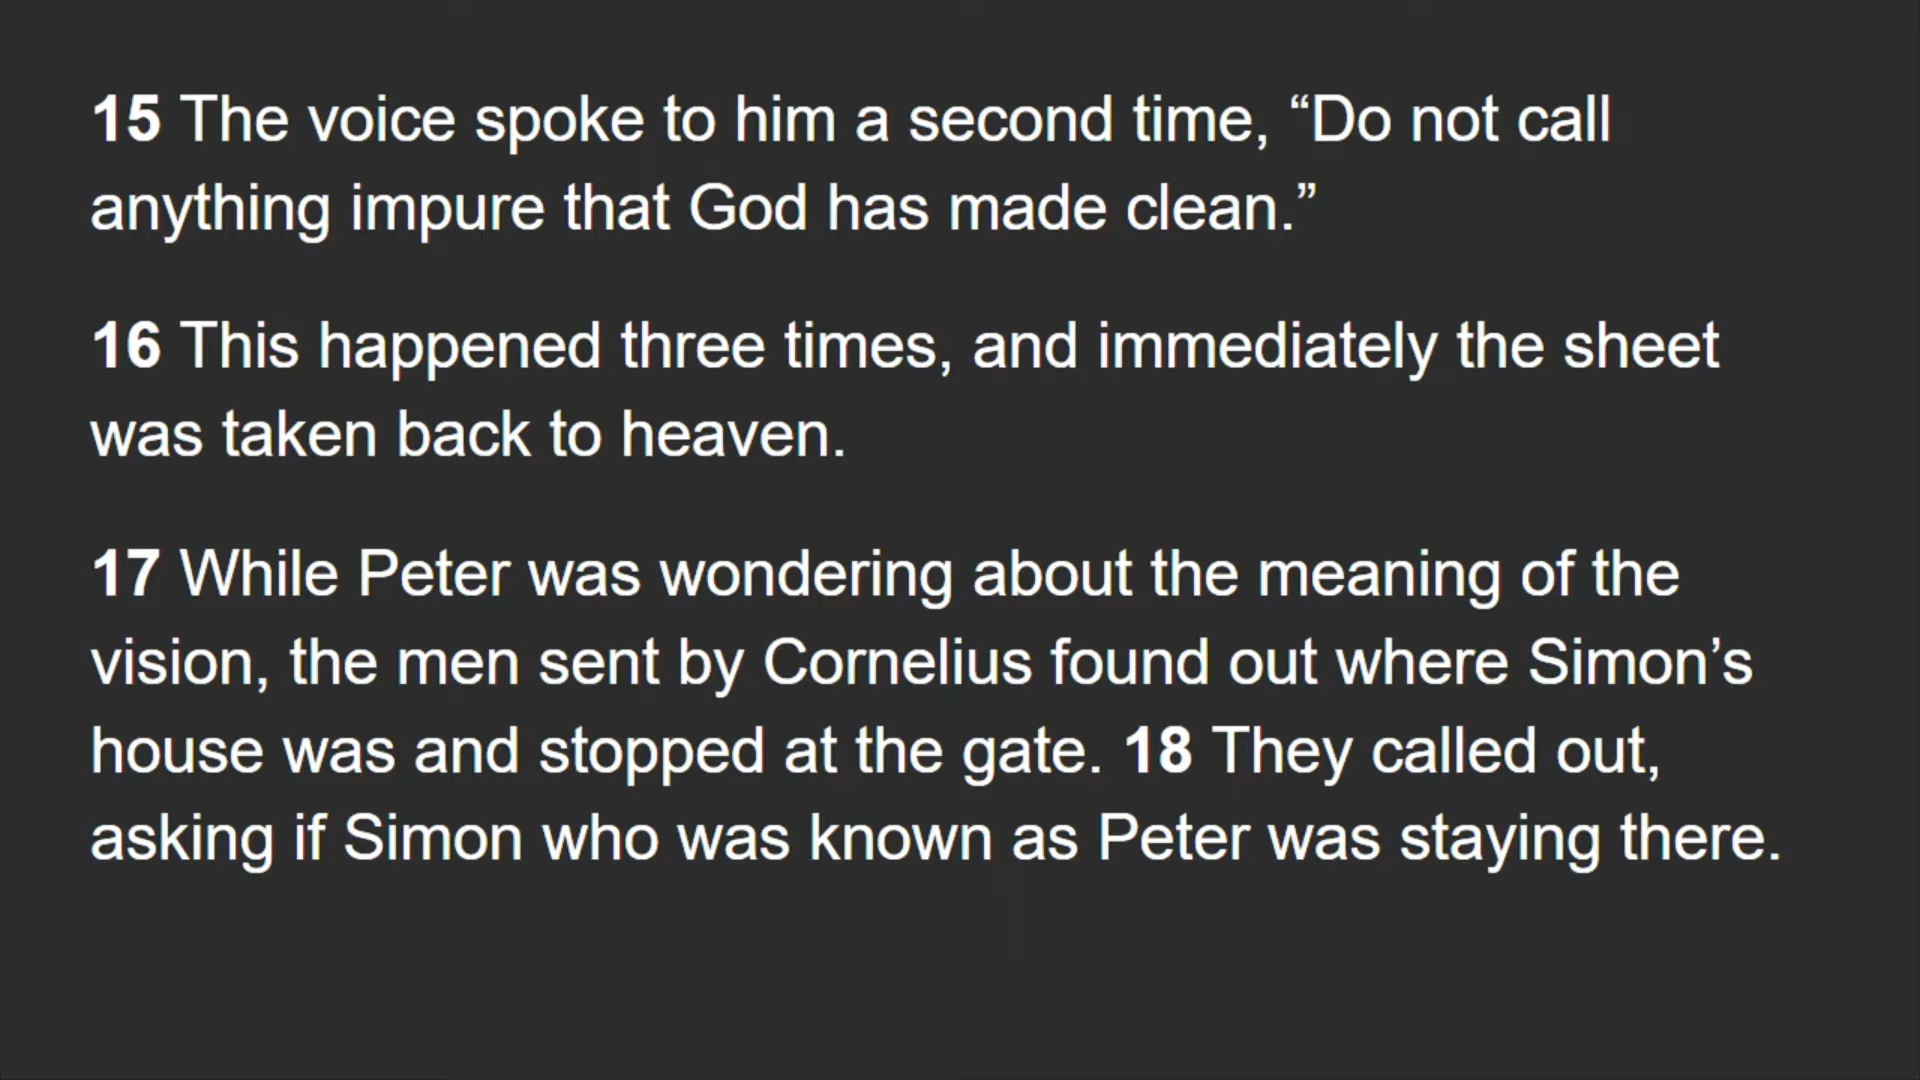 15 The voice spoke to him a second time, “Do not call
anything impure that God has made clean.”
16 This happened three times, and immediately the sheet
was taken back to heaven.
17 While Peter was wondering about the meaning of the
vision, the men sent by Cornelius found out where Simon’s
house was and stopped at the gate. 18 They called out,
asking if Simon who was known as Peter was staying there.